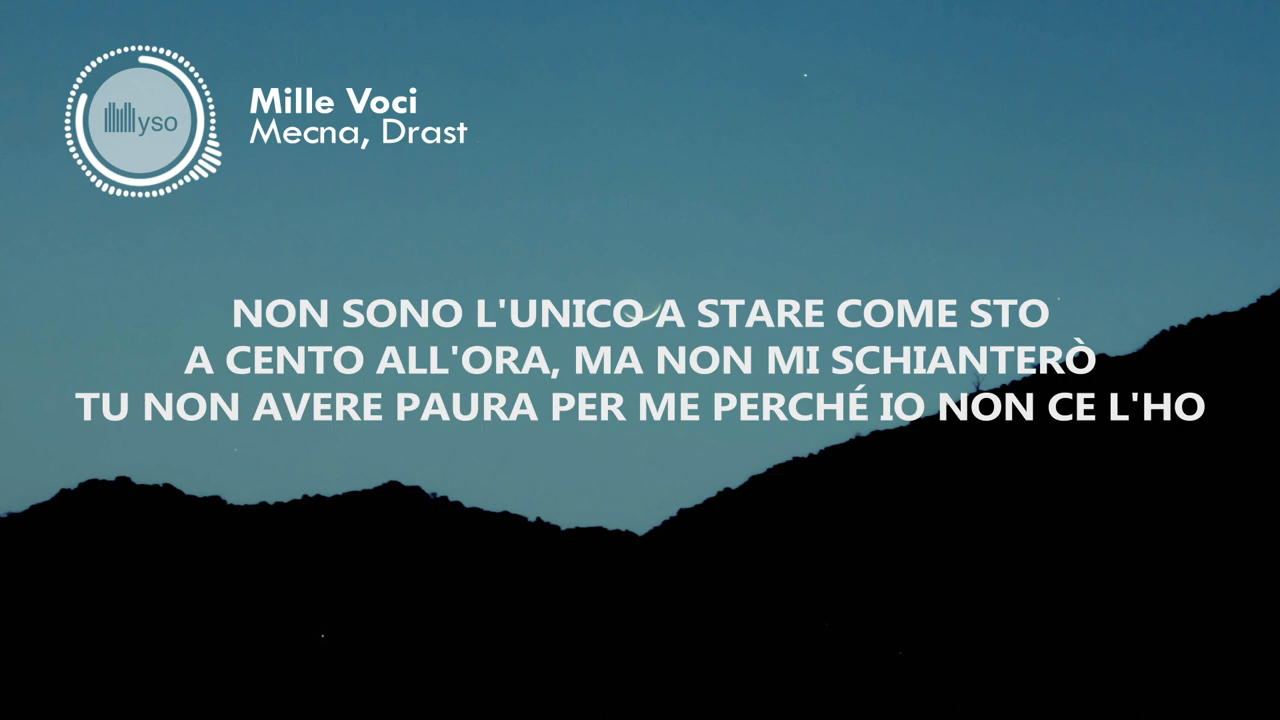 yso
Mille Voci
Mecna, Drast
NON SONO L'UNICO A STARE COME STO
A CENTO ALL'ORA, MA NON MI SCHIANTERÒ
TU NON AVERE PAURA PER ME PERCHÉ IO NON CE L'HO